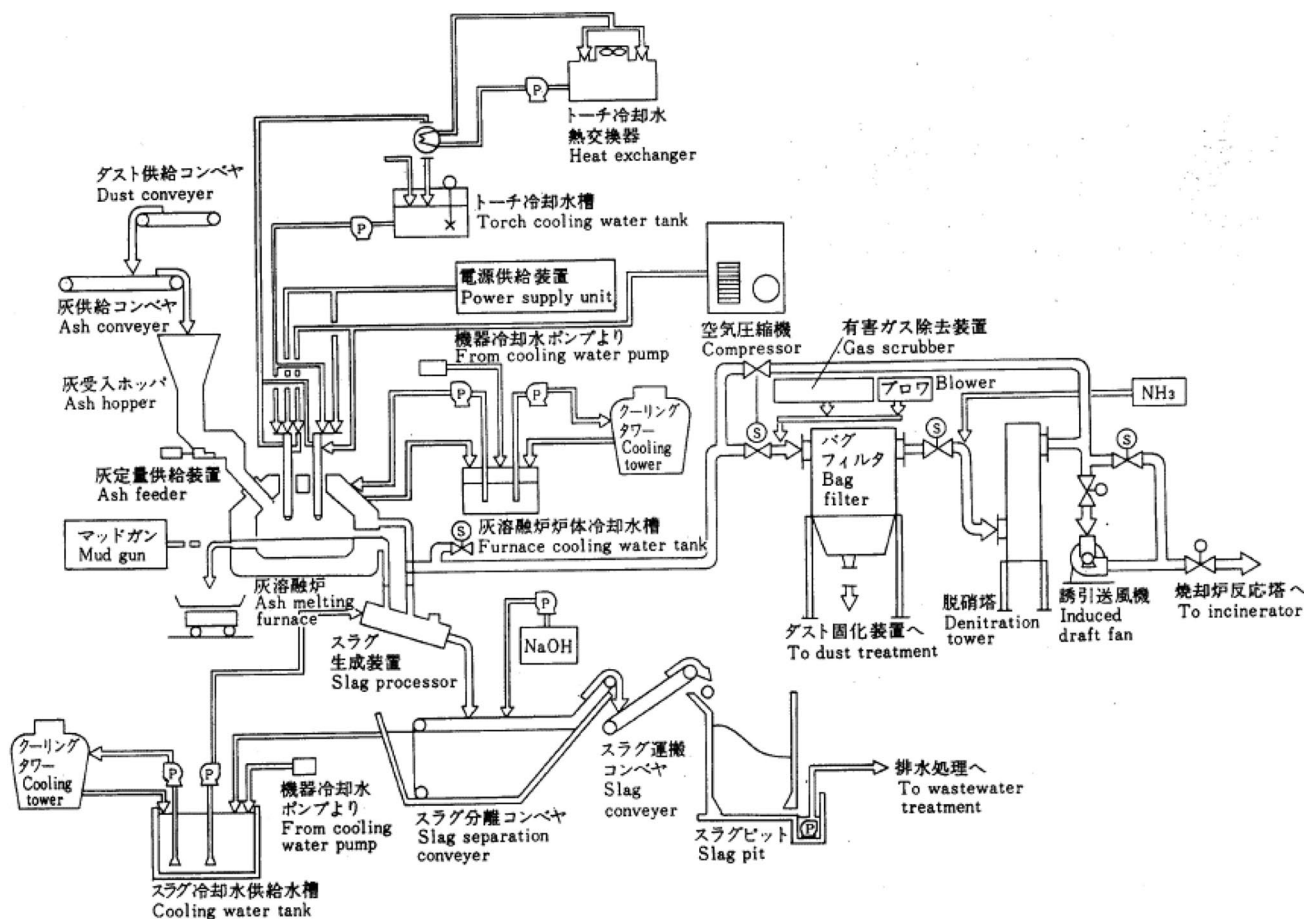 P
トーチ冷却水
熱交換器
Heat exchanger
ダスト供給コンベヤ
Dust conveyer
P
トーチ冷却水槽
Torch cooling water tank
灰供給コンベヤ
Ash conveyer
電源供給装置
Power supply unit
空気圧縮機
Compressor
機器冷却水ポンプより
From cooling water pump
有害ガス除去装置
Gas scrubber
ブロワ
Blower
NH₃
灰受入ホッパ
Ash hopper
P
P
クーリング
タワー
Cooling
tower
S
S
S
S
バグ
フィルタ
Bag
filter
灰定量供給装置
Ash feeder
マッドガン
Mud gun
S
灰溶融炉炉体冷却水槽
Furnace cooling water tank
灰溶融炉
Ash melting
furnace
脱硝塔
Denitration
tower
誘引送風機
Induced
draft fan
焼却炉反応塔へ
To incinerator
ダスト固化装置へ
To dust treatment
P
NaOH
スラグ
生成装置
Slag processor
クーリング
タワー
Cooling
tower
P
P
機器冷却水
ポンプより
From cooling
water pump
スラグ分離コンベヤ
Slag separation
conveyer
スラグ運搬
コンベヤ
Slag
conveyer
排水処理へ
To wastewater
treatment
P
スラグピット
Slag pit
スラグ冷却水供給水槽
Cooling water tank